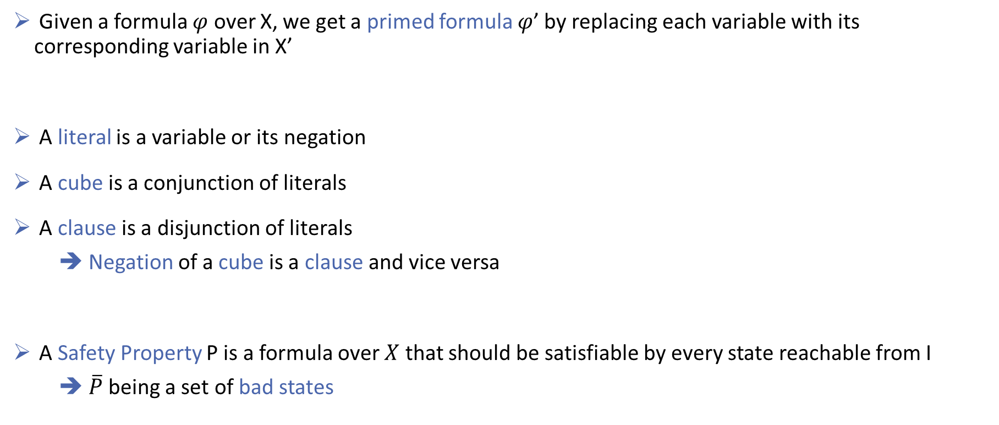 ➢ Given a formula φ over X, we get a primed formula φ’ by replacing each variable with its
corresponding variable in X’
➢ A literal is a variable or its negation
➢ A cube is a conjunction of literals
➢ A clause is a disjunction of literals
➔ Negation of a cube is a clause and vice versa
➢ A Safety Property P is a formula over X that should be satisfiable by every state reachable from I
➔ P̅ being a set of bad states